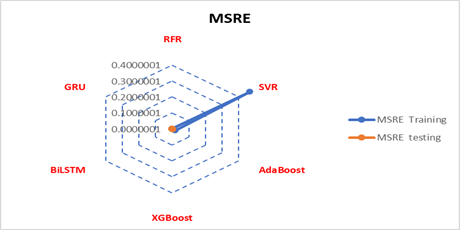 MSRE
RFR
0.4000001
0.3000001
GRU
SVR
0.2000001
0.1000001
0.0000001
MSRE Training
MSRE testing
BiLSTM
AdaBoost
XGBoost